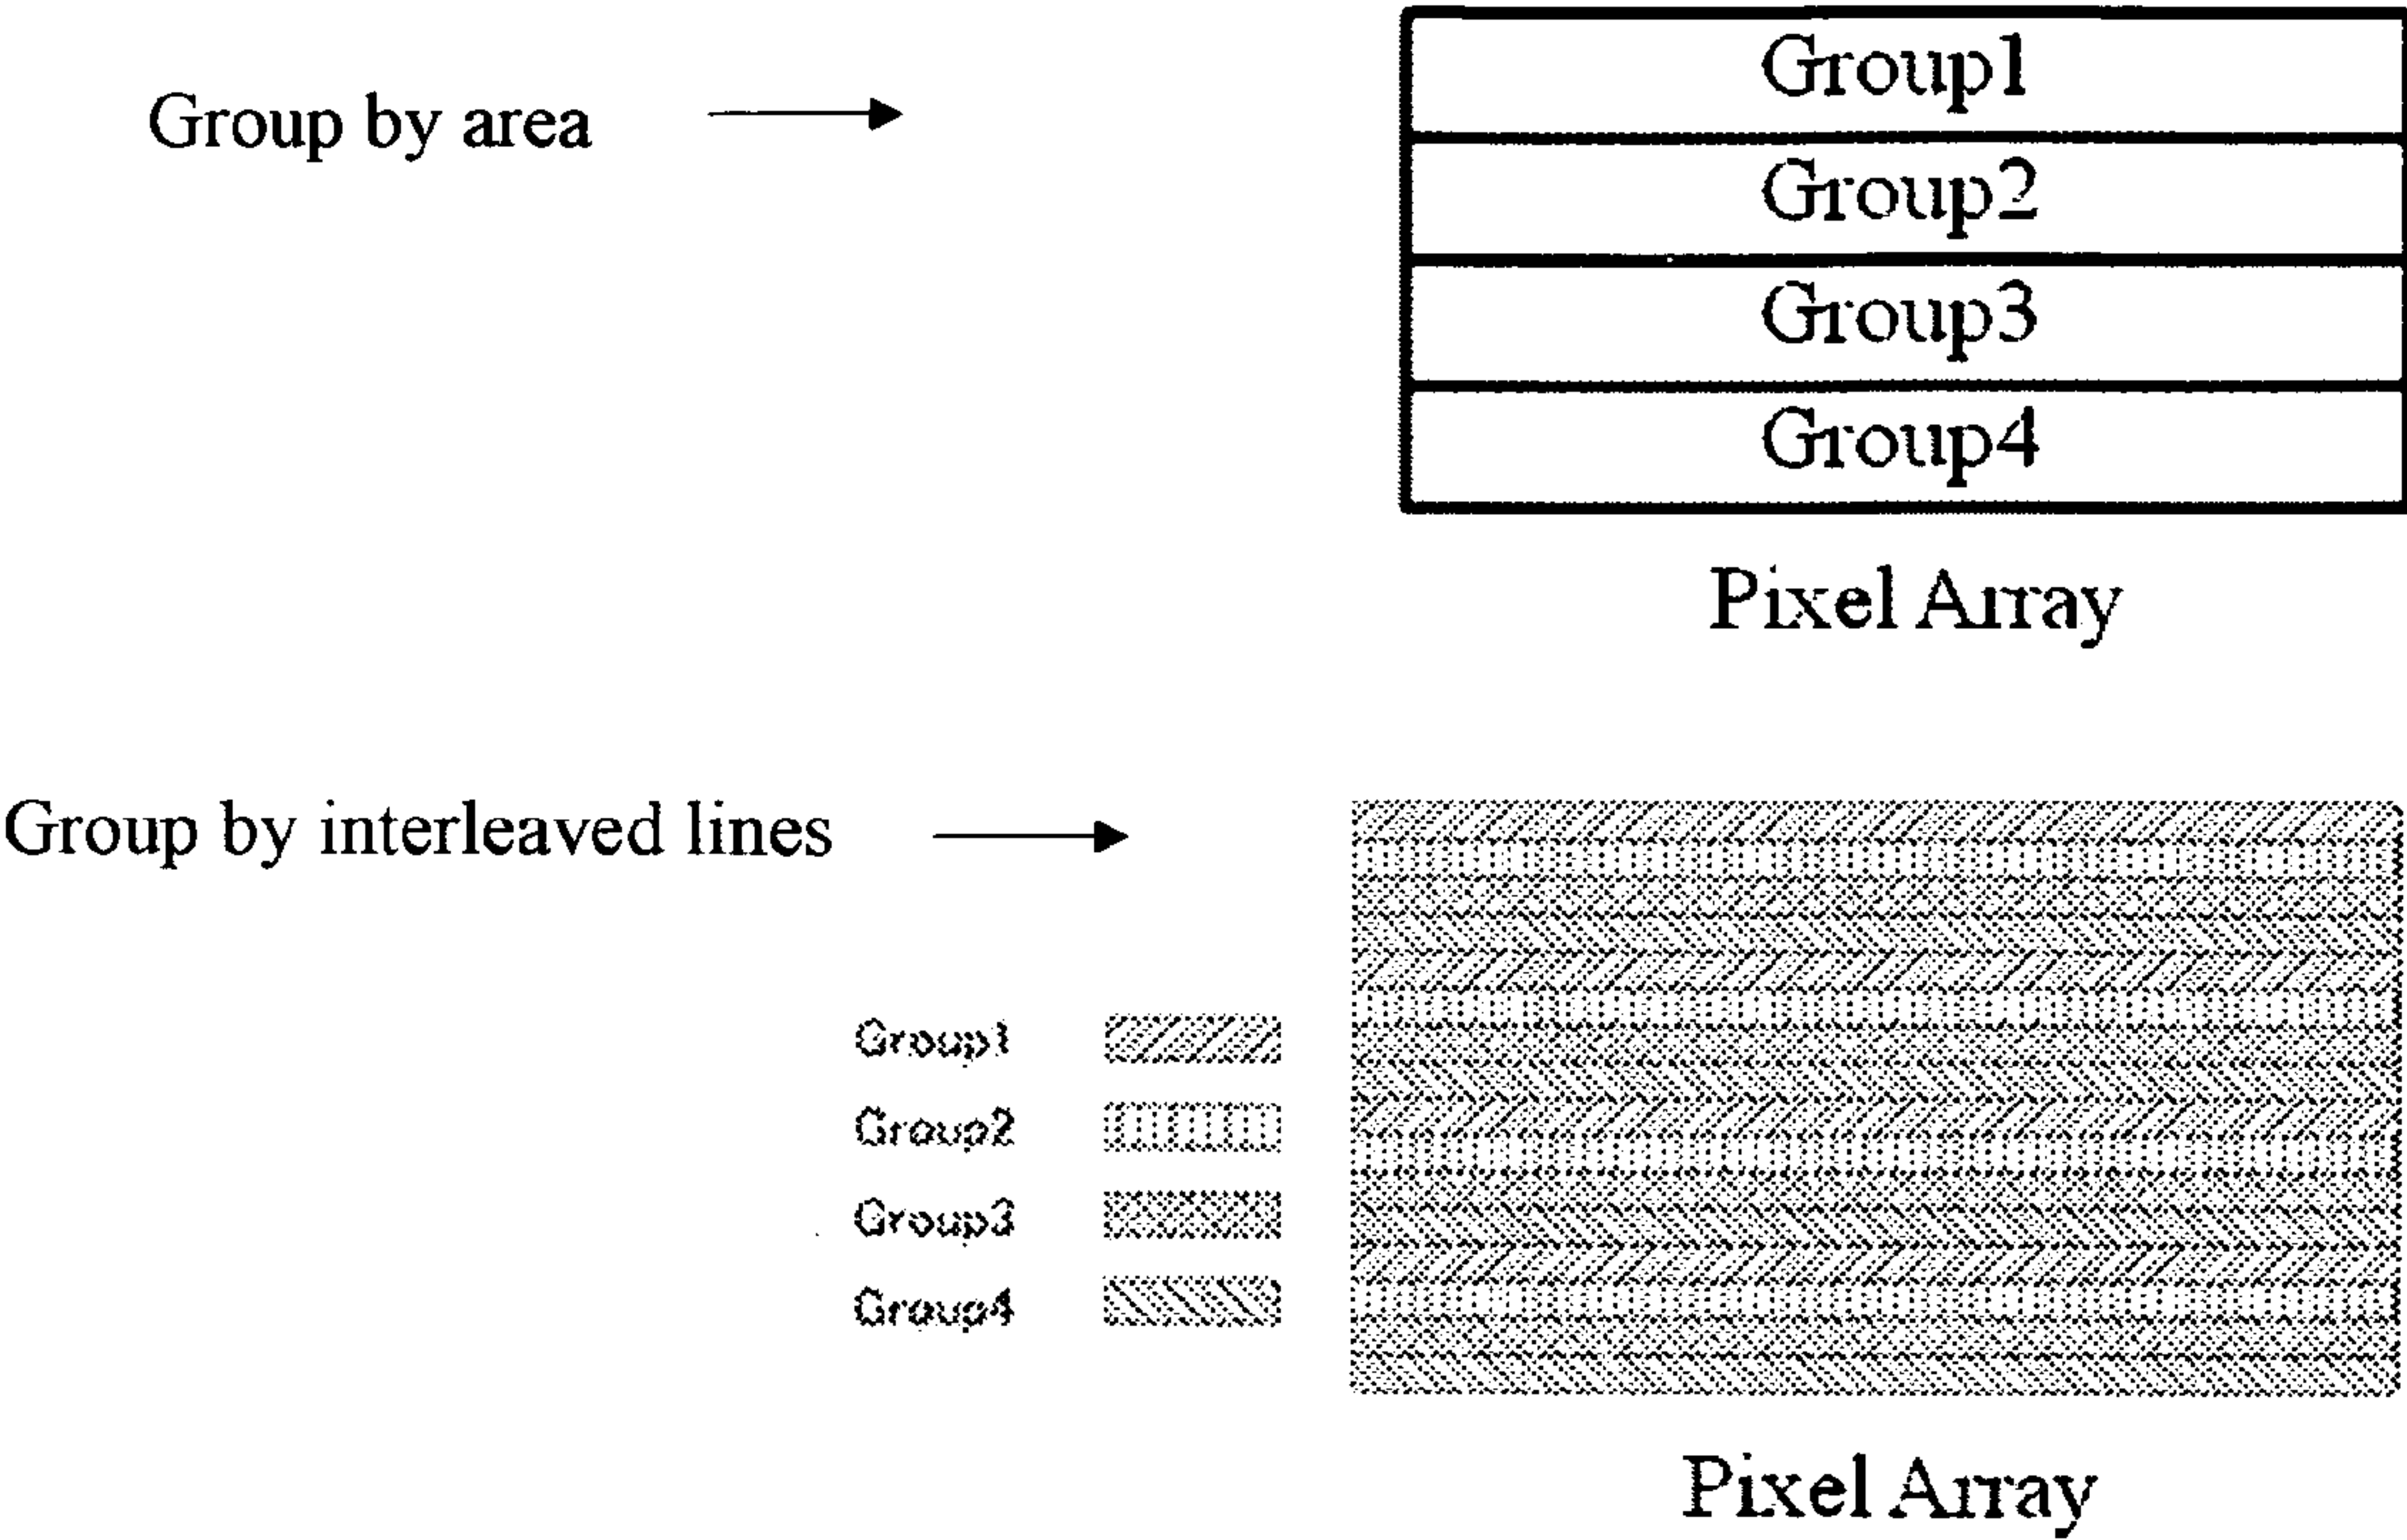 Group by area
Group1
Group2
Group3
Group4
Pixel Array
Group by interleaved lines
Group1
Group2
Group3
Group4
Pixel Array